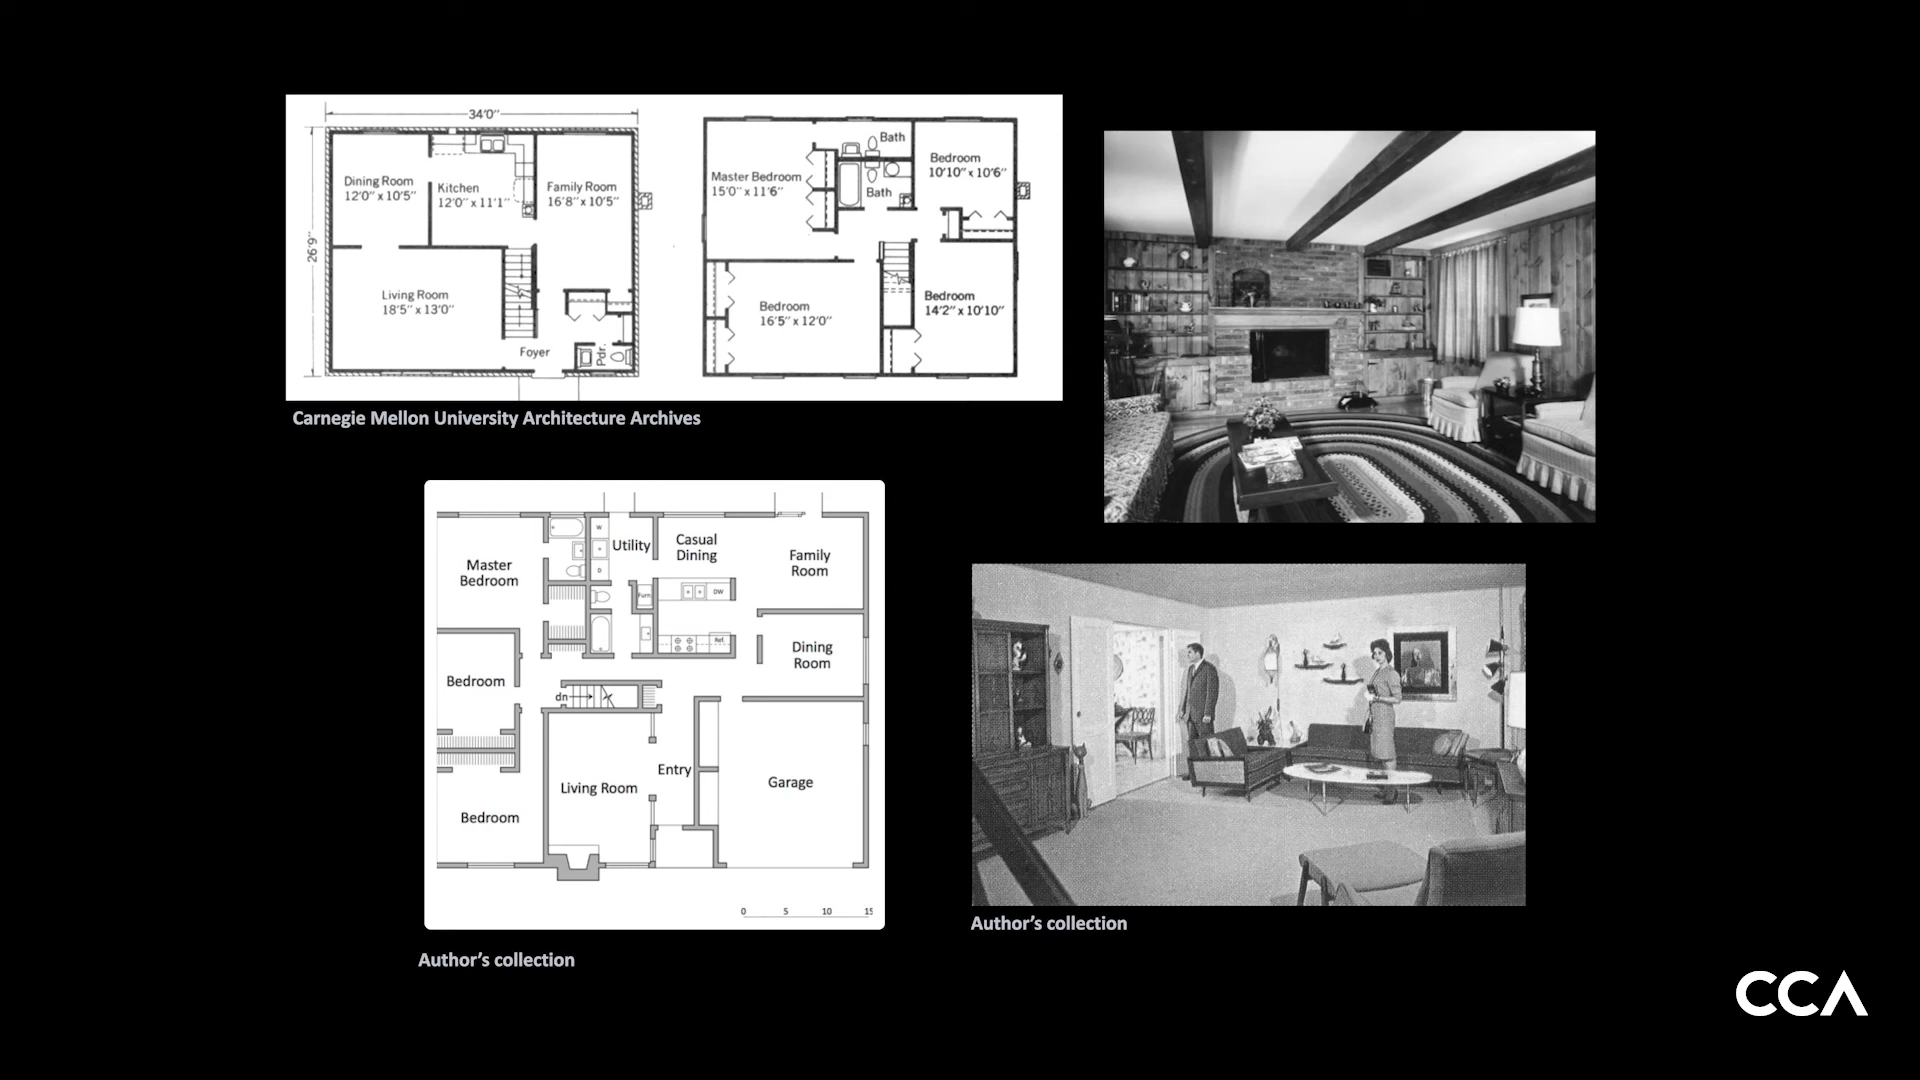 34'0"
26'9"
Dining Room
12'0" x 10'5"
Kitchen
12'0" x 11'1"
Family Room
16'8" x 10'5"
Living Room
18'5" x 13'0"
Foyer
Pdr.
Bath
Master Bedroom
15'0" x 11'6"
Bath
Bedroom
10'10" x 10'6"
Bedroom
16'5" x 12'0"
Bedroom
14'2" x 10'10"
Carnegie Mellon University Architecture Archives
Master
Bedroom
W
D
Utility
Casual
Dining
Family
Room
Furn.
DW
Ref.
Dining
Room
Bedroom
dn
Bedroom
Living Room
Entry
Garage
0 5 10 15
Author's collection
Author's collection
CCA